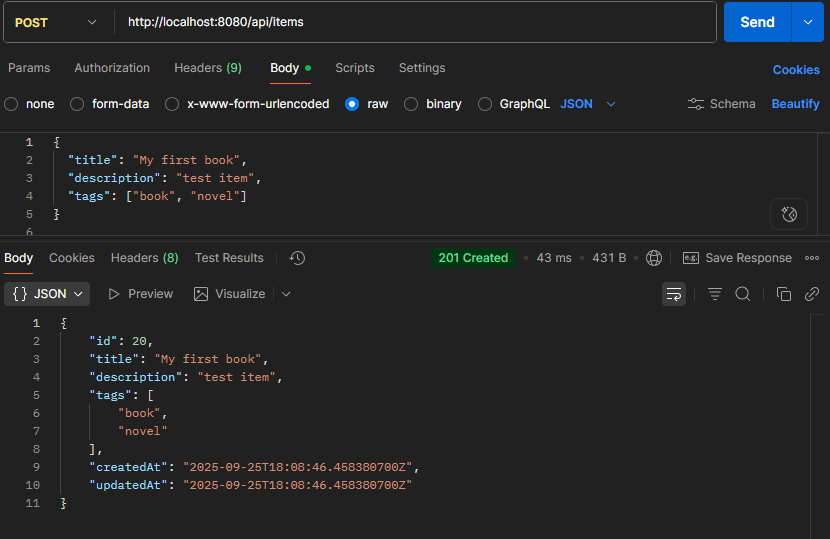 POST http://localhost:8080/api/items Send
Params Authorization Headers (9) Body Scripts Settings Cookies
none form-data x-www-form-urlencoded raw binary GraphQL JSON Schema Beautify
1 {
2 "title": "My first book",
3 "description": "test item",
4 "tags": ["book", "novel"]
5 }
6
Body Cookies Headers (8) Test Results 201 Created • 43 ms • 431 B e.g. Save Response
{} JSON Preview Visualize
1 {
2 "id": 20,
3 "title": "My first book",
4 "description": "test item",
5 "tags": [
6 "book",
7 "novel"
8 ],
9 "createdAt": "2025-09-25T18:08:46.458380700Z",
10 "updatedAt": "2025-09-25T18:08:46.458380700Z"
11 }